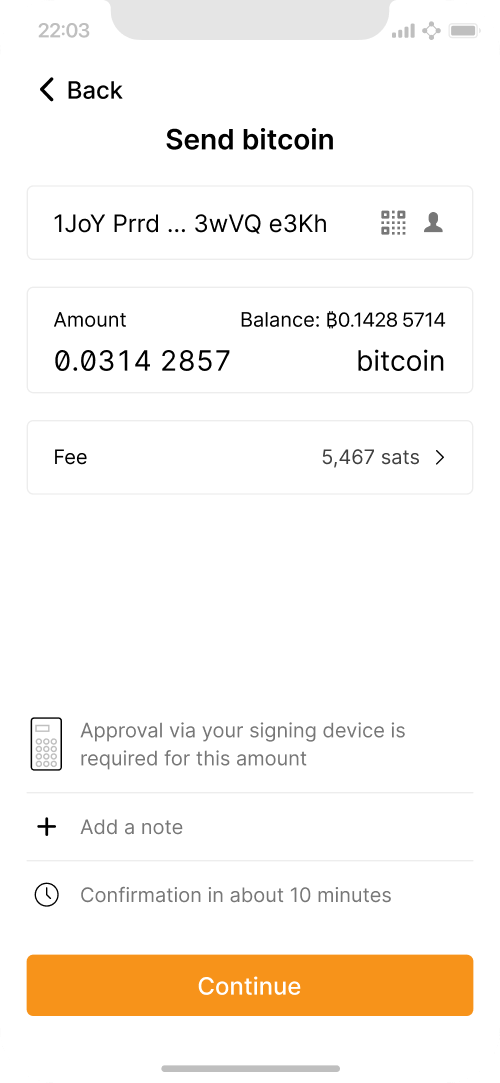 22:03
Back
Send bitcoin
1JoY Prrd ... 3wVQ e3Kh
Amount
Balance: ₿0.1428 5714
0.0314 2857
bitcoin
Fee
5,467 sats
Approval via your signing device is
required for this amount
Add a note
Confirmation in about 10 minutes
Continue